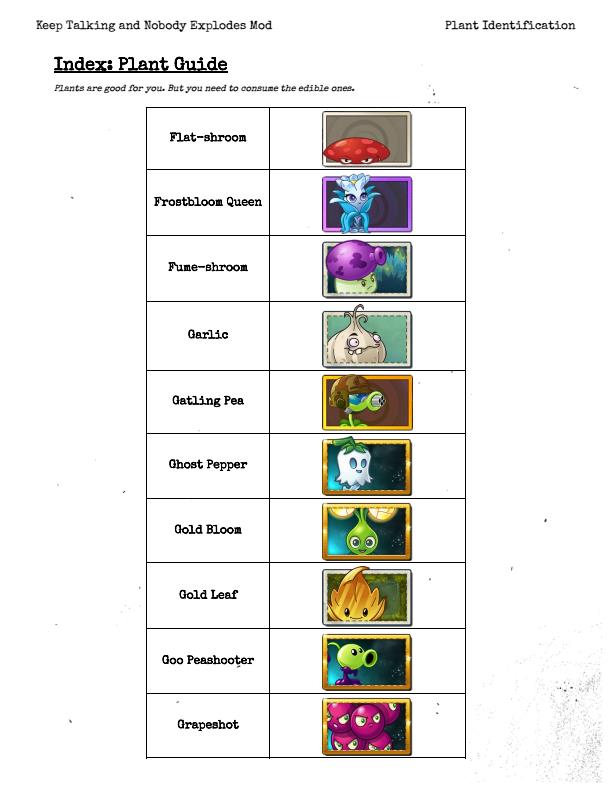 Keep Talking and Nobody Explodes Mod
Plant Identification
Index: Plant Guide
Plants are good for you. But you need to consume the edible ones.
Flat-shroom
Frostbloom Queen
Fume-shroom
Garlic
Gatling Pea
Ghost Pepper
Gold Bloom
Gold Leaf
Goo Peashooter
Grapeshot